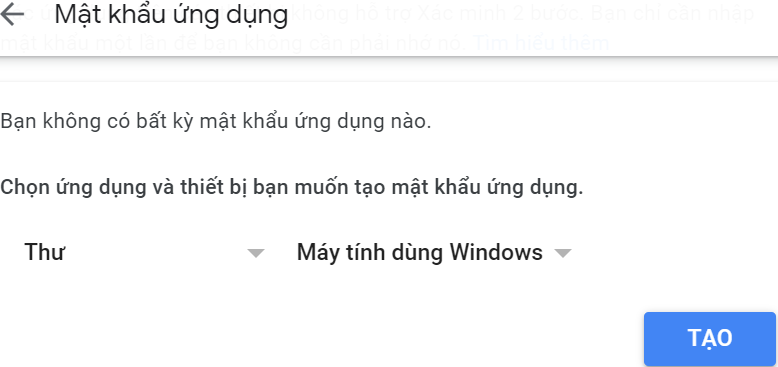 Mật khẩu ứng dụng
không hỗ trợ Xác minh 2 bước. Bạn chỉ cần nhập
mật khẩu một lần để bạn không cần phải nhớ nó. Tìm hiểu thêm
Bạn không có bất kỳ mật khẩu ứng dụng nào.
Chọn ứng dụng và thiết bị bạn muốn tạo mật khẩu ứng dụng.
Thư Máy tính dùng Windows
TẠO